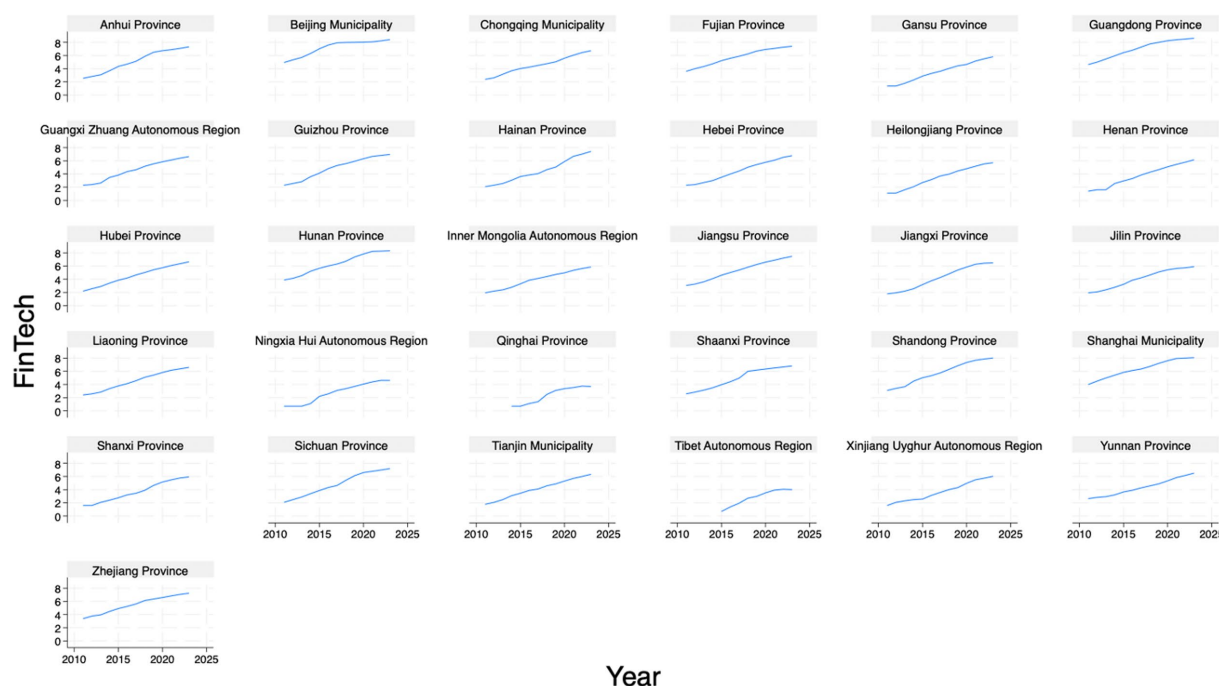 Anhui Province
Beijing Municipality
Chongqing Municipality
Fujian Province
Gansu Province
Guangdong Province
8
6
4
2
0
Guangxi Zhuang Autonomous Region
Guizhou Province
Hainan Province
Hebei Province
Heilongjiang Province
Henan Province
8
6
4
2
0
Hubei Province
Hunan Province
Inner Mongolia Autonomous Region
Jiangsu Province
Jiangxi Province
Jilin Province
8
6
4
2
0
FinTech
Liaoning Province
Ningxia Hui Autonomous Region
Qinghai Province
Shaanxi Province
Shandong Province
Shanghai Municipality
8
6
4
2
0
Shanxi Province
Sichuan Province
Tianjin Municipality
Tibet Autonomous Region
Xinjiang Uyghur Autonomous Region
Yunnan Province
8
6
4
2
0
2010 2015 2020 2025
2010 2015 2020 2025
2010 2015 2020 2025
2010 2015 2020 2025
2010 2015 2020 202
Zhejiang Province
8
6
4
2
0
2010 2015 2020 2025
Year